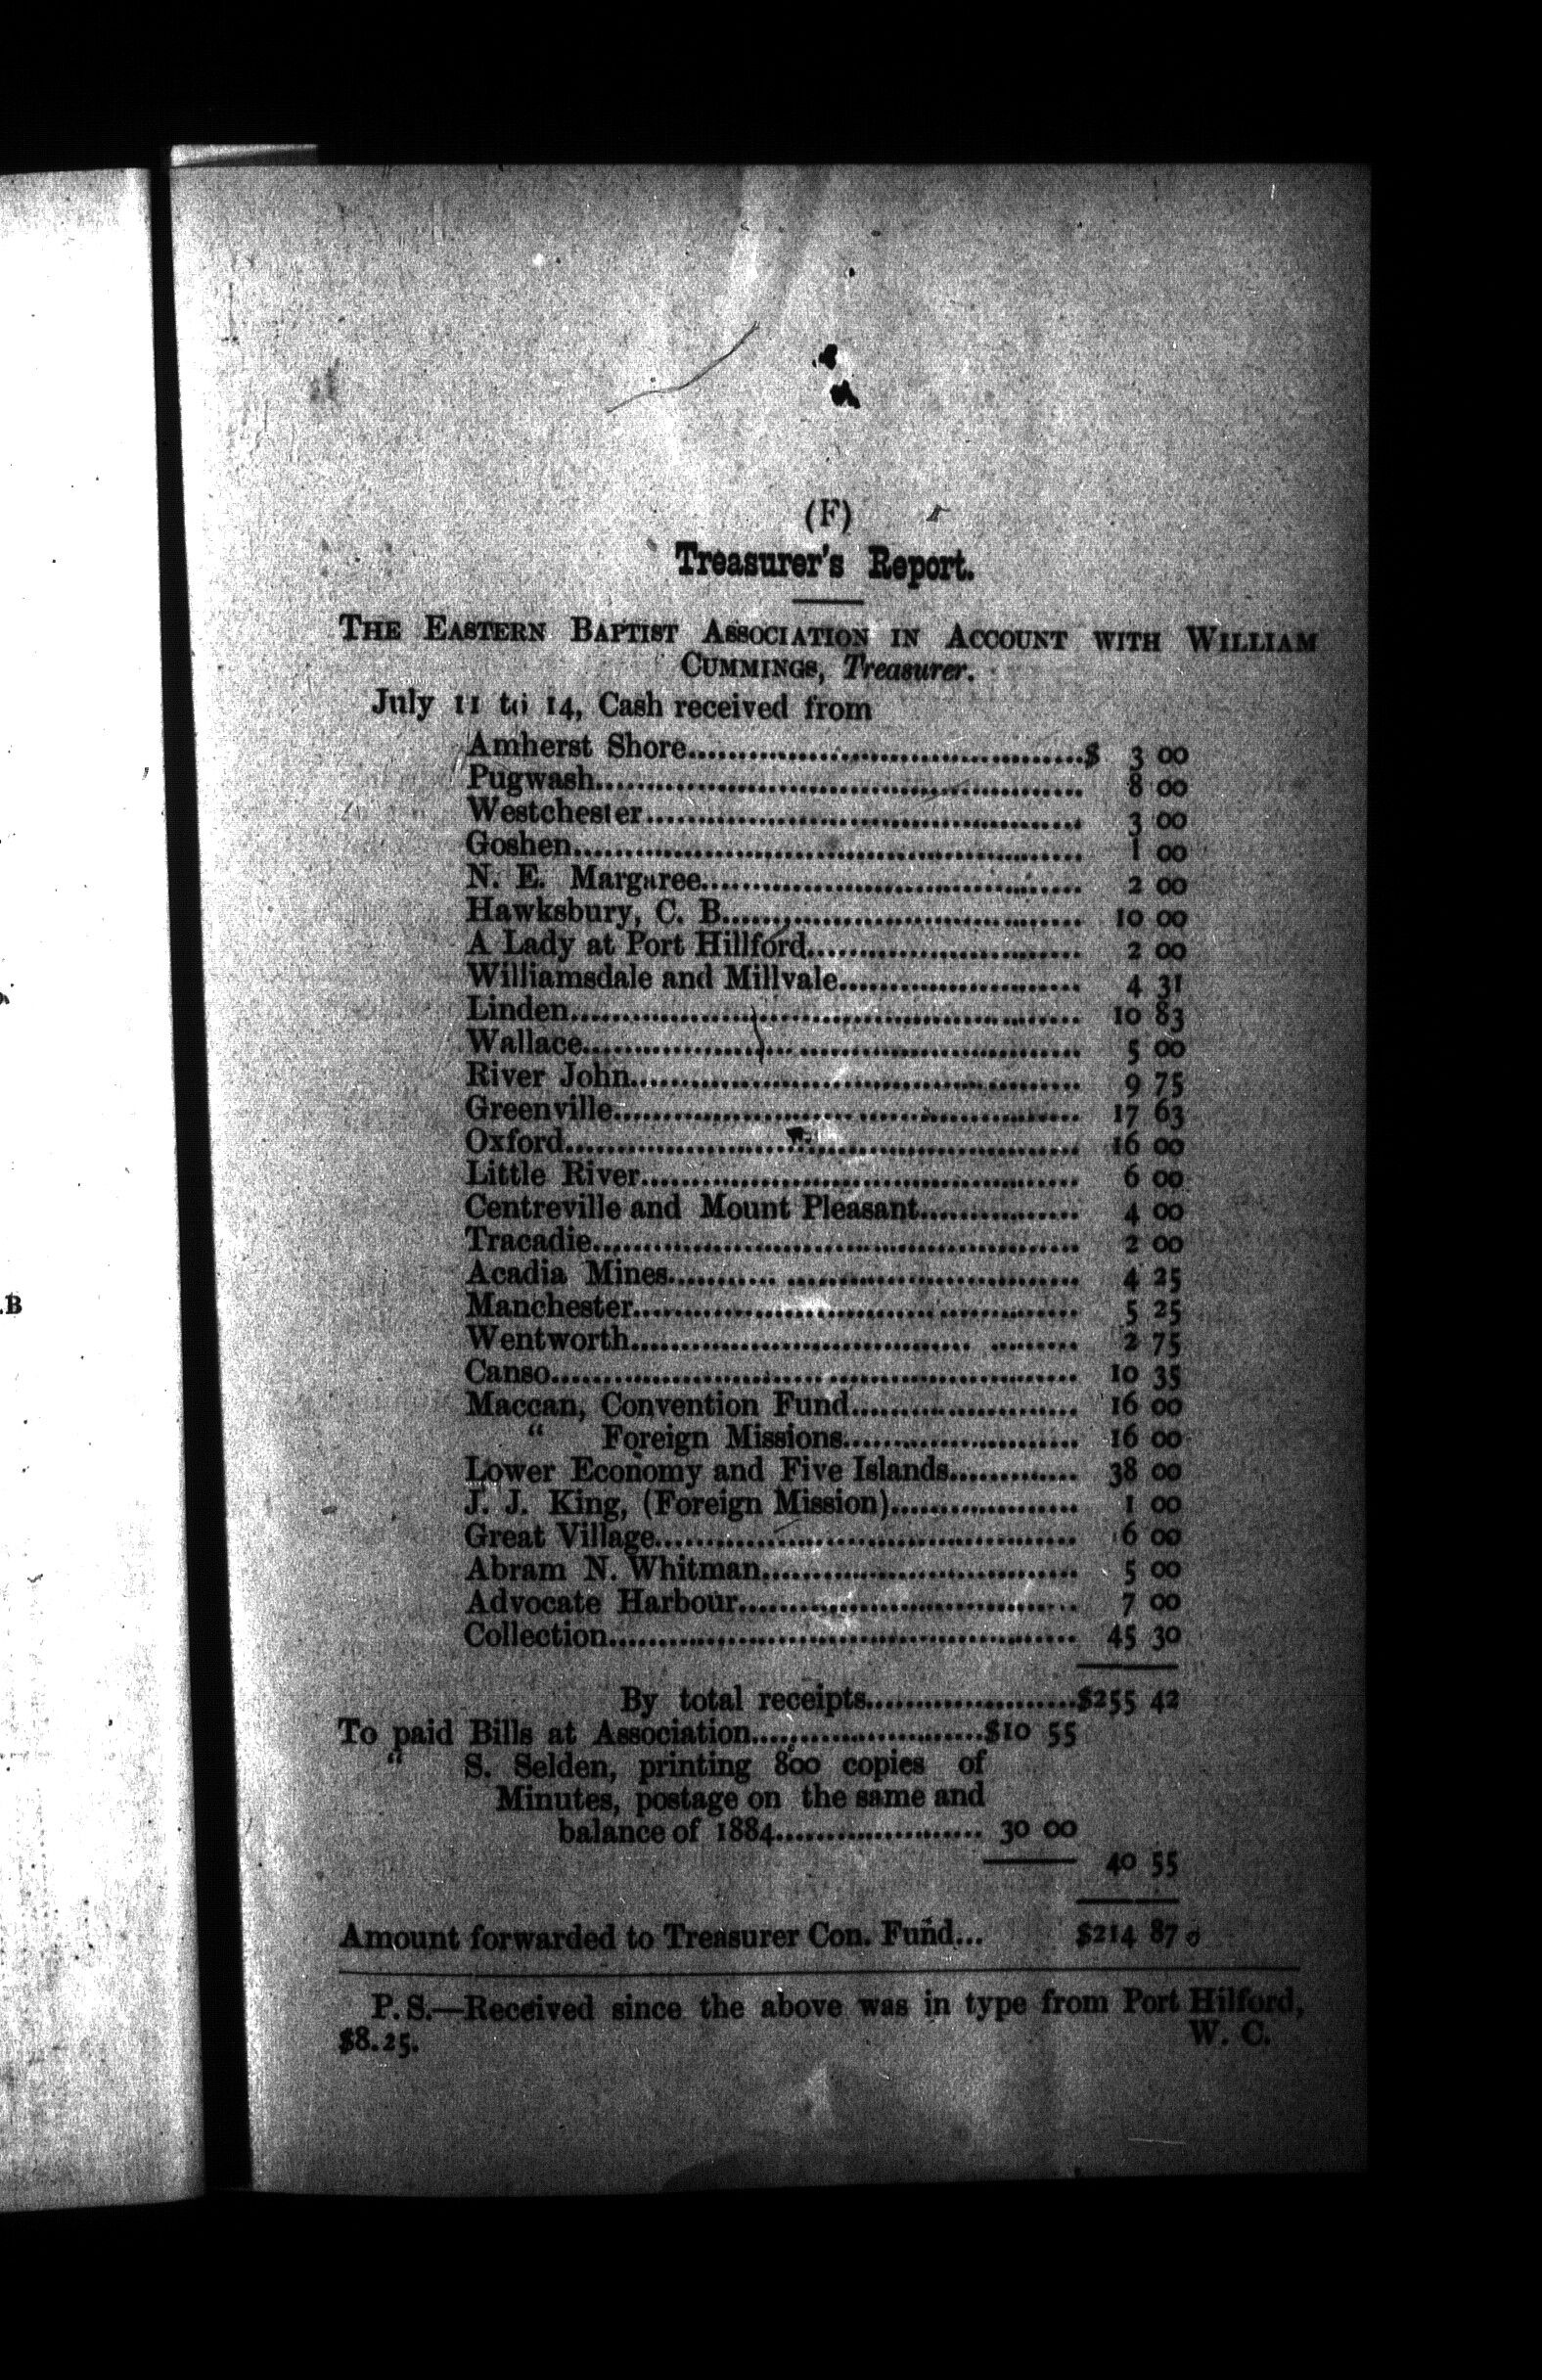 (F)
Treasurer's Report.
THE EASTERN BAPTIST ASSOCIATION IN ACCOUNT WITH WILLIAM
CUMMINGS, Treasurer.
July 11 to 14, Cash received from
Amherst Shore................................................$ 3 00
Pugwash............................................................ 8 00
Westchester...................................................... 3 00
Goshen............................................................... 1 00
N. E. Margaree............................................... 2 00
Hawksbury, C. B............................................. 10 00
A Lady at Port Hillford................................. 2 00
Williamsdale and Millvale............................. 4 31
Linden............................................................... 10 83
Wallace............................................................. 5 00
River John....................................................... 9 75
Greenville......................................................... 17 63
Oxford............................................................... 16 00
Little River..................................................... 6 00
Centreville and Mount Pleasant................ 4 00
Tracadie........................................................... 2 00
Acadia Mines................................................... 4 25
Manchester....................................................... 5 25
Wentworth....................................................... 2 75
Canso................................................................. 10 35
Maccan, Convention Fund........................... 16 00
“ Foreign Missions............................. 16 00
Lower Economy and Five Islands............. 38 00
J. J. King, (Foreign Mission)....................... 1 00
Great Village................................................... 6 00
Abram N. Whitman....................................... 5 00
Advocate Harbour......................................... 7 00
Collection......................................................... 45 30
By total receipts.........................$255 42
To paid Bills at Association............................$10 55
“ S. Selden, printing 800 copies of
Minutes, postage on the same and
balance of 1884..................... 30 00
40 55
Amount forwarded to Treasurer Con. Fund... $214 87
P. S.—Received since the above was in type from Port Hilford,
$8.25. W. C.
.B